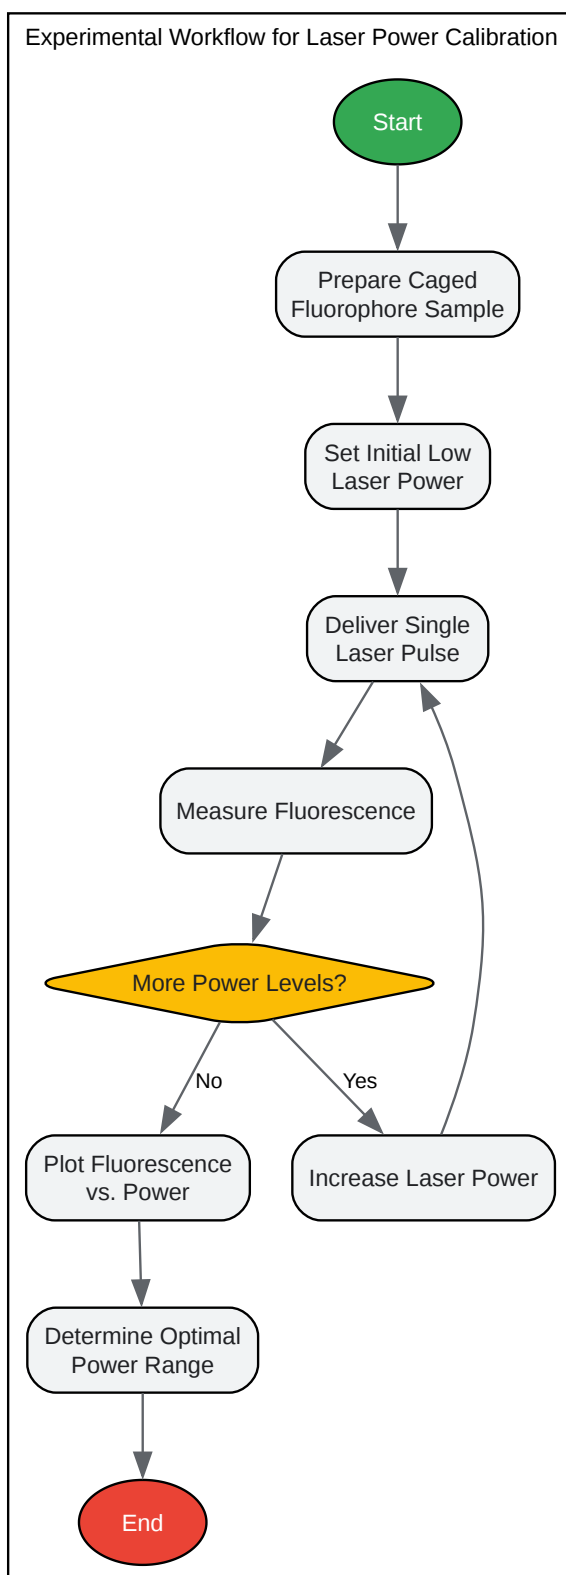 Experimental Workflow for Laser Power Calibration
Start
Prepare Caged
Fluorophore Sample
Set Initial Low
Laser Power
Deliver Single
Laser Pulse
Measure Fluorescence
More Power Levels?
No
Yes
Plot Fluorescence
vs. Power
Increase Laser Power
Determine Optimal
Power Range
End